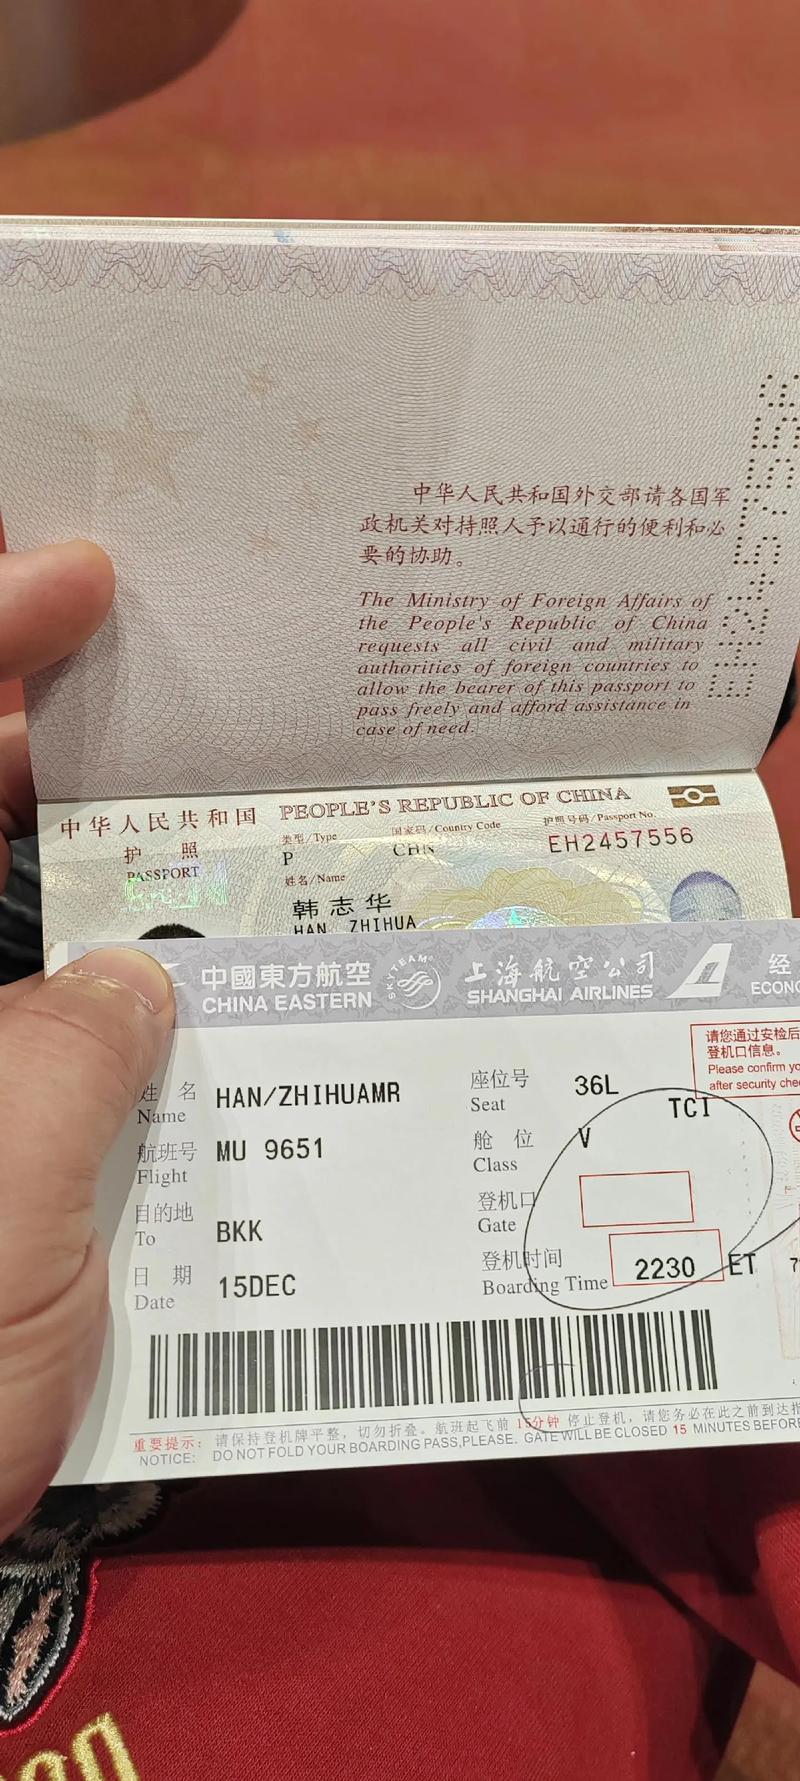 中华人民共和国外交部请各国军
政机关对持照人予以通行的便利和必
要的协助。
The Ministry of Foreign Affairs of
the People's Republic of China
requests all civil and military
authorities of foreign countries to
allow the bearer of this passport to
pass freely and afford assistance in
case of need.
EH2457556
中华人民共和国 PEOPLE'S REPUBLIC OF CHINA
护 照 类型/Type 国家码/Country Code 护照号码/Passport No.
PASSPORT P CHN EH2457556
姓名/Name
韩志华
HAN, ZHIHUA
中國東方航空 SKYTEAM 上海航空公司 经
CHINA EASTERN SHANGHAI AIRLINES ECONO
请您通过安检后
登机口信息。
Please confirm yo
after security che
姓 名 HAN/ZHIHUAMR 座位号 36L
Name Seat TCI
航班号 MU 9651 舱 位 V
Flight Class
目的地 BKK 登机口
To Gate
日 期 15DEC 登机时间 2230 ET
Date Boarding Time
重要提示: 请保持登机牌平整，切勿折叠。航班起飞前 15分钟 停止登机，请您务必在此之前到达指
NOTICE: DO NOT FOLD YOUR BOARDING PASS,PLEASE. GATE WILL BE CLOSED 15 MINUTES BEFORE